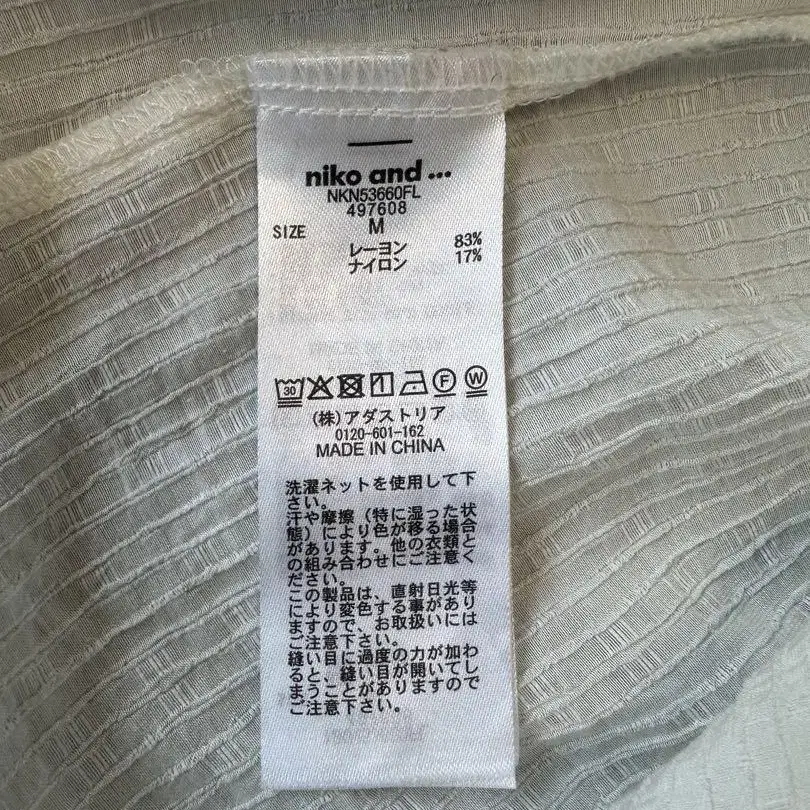 niko and ...
NKN53660FL
497608
SIZE M
レーヨン 83%
ナイロン 17%
30 F W
(株)アダストリア
0120-601-162
MADE IN CHINA
洗濯ネットを使用して下
さい。
汗や摩擦（特に湿った状
態）により色が移る場合
があります。他の衣類と
の組み合わせにご注意く
ださい。
この製品は、直射日光等
により変色する事があり
ますので、お取扱いには
ご注意下さい。
縫い目に過度の力が加わ
ると、縫い目が開いてし
まうことがありますので
ご注意下さい。